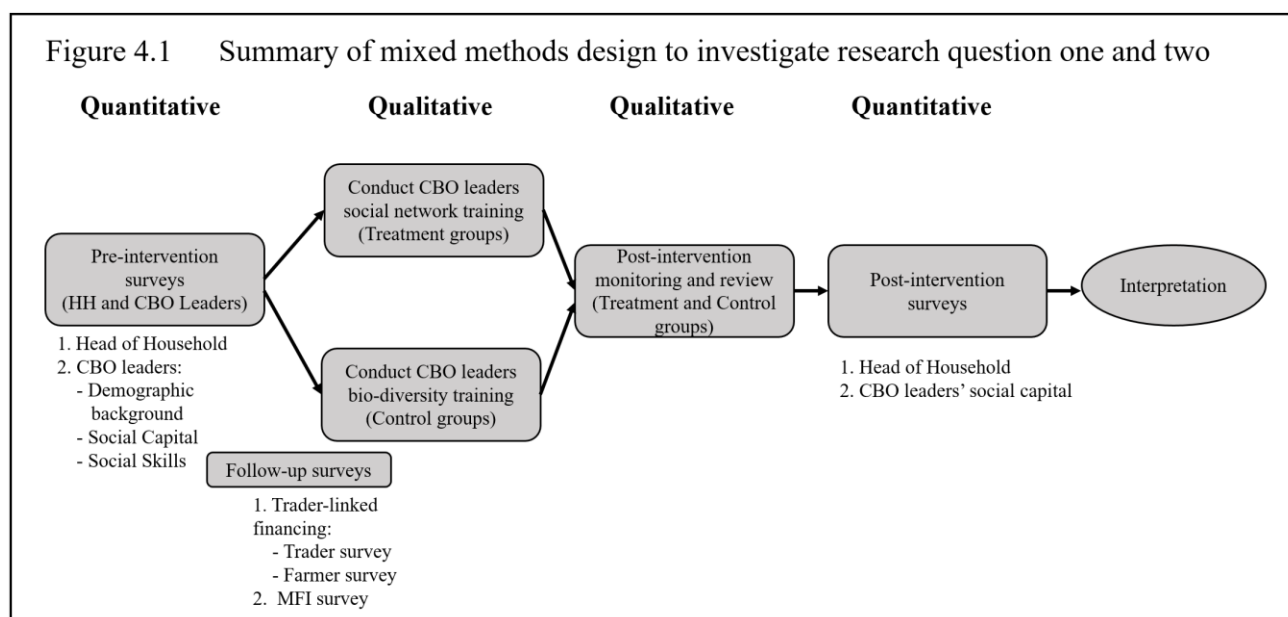 Figure 4.1 Summary of mixed methods design to investigate research question one and two
Quantitative
Qualitative
Qualitative
Quantitative
Pre-intervention
surveys
(HH and CBO Leaders)
1. Head of Household
2. CBO leaders:
- Demographic
background
- Social Capital
- Social Skills
Conduct CBO leaders
social network training
(Treatment groups)
Conduct CBO leaders
bio-diversity training
(Control groups)
Follow-up surveys
1. Trader-linked
financing:
- Trader survey
- Farmer survey
2. MFI survey
Post-intervention
monitoring and review
(Treatment and Control
groups)
Post-intervention
surveys
1. Head of Household
2. CBO leaders’ social capital
Interpretation